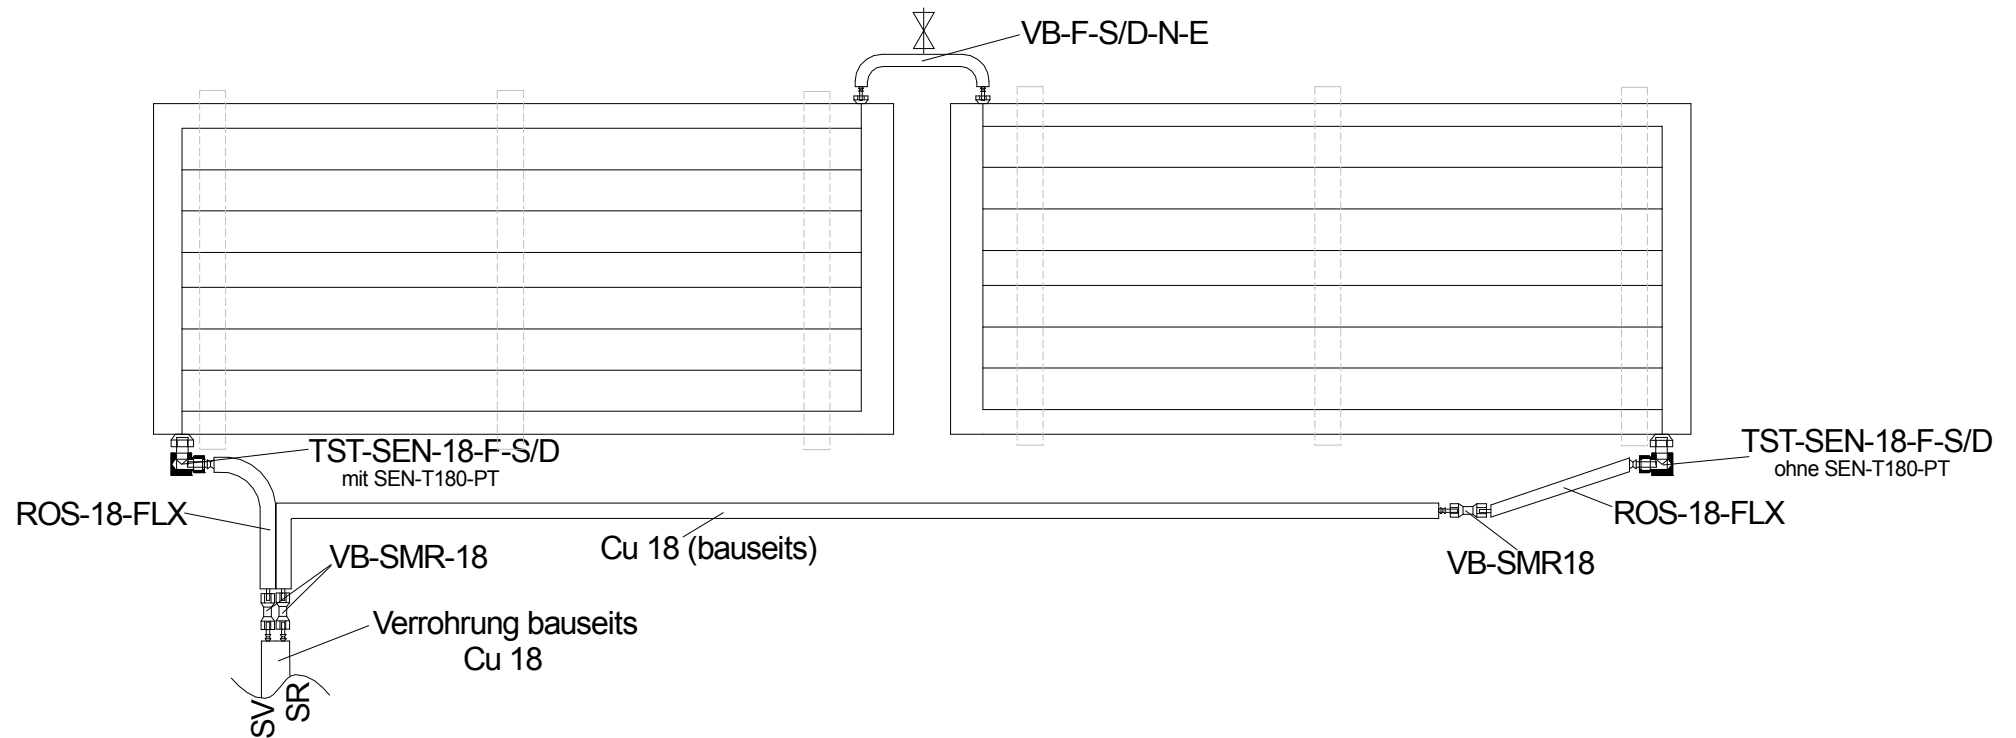 VB-F-S/D-N-E
TST-SEN-18-F-S/D
mit SEN-T180-PT
TST-SEN-18-F-S/D
ohne SEN-T180-PT
ROS-18-FLX
ROS-18-FLX
Cu 18 (bauseits)
VB-SMR-18
VB-SMR18
Verrohrung bauseits
Cu 18
SV
SR